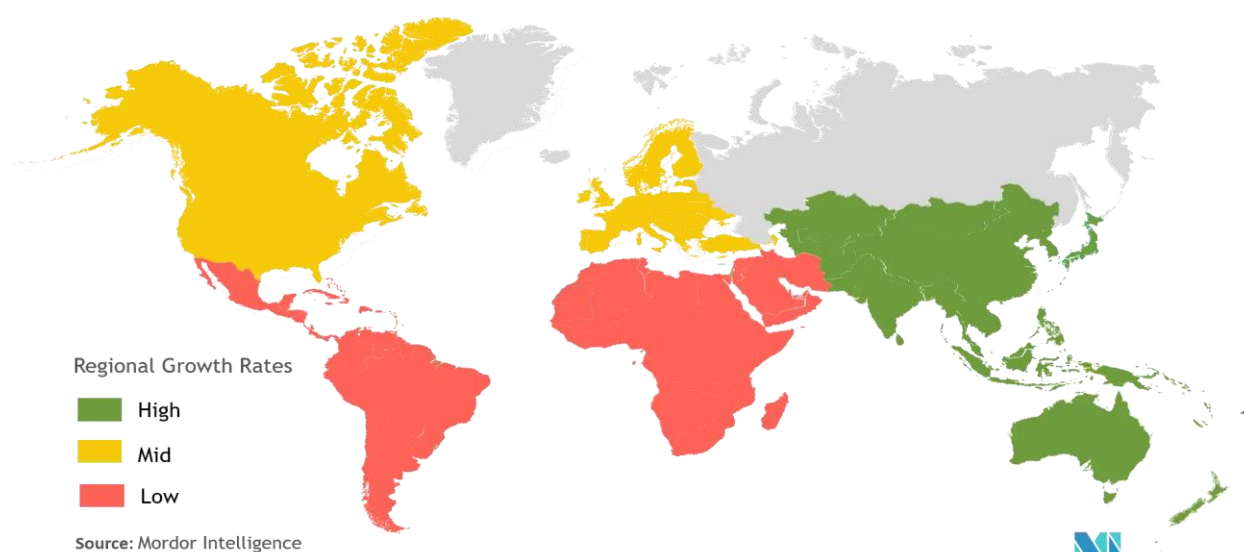 Regional Growth Rates
High
Mid
Low
Source: Mordor Intelligence